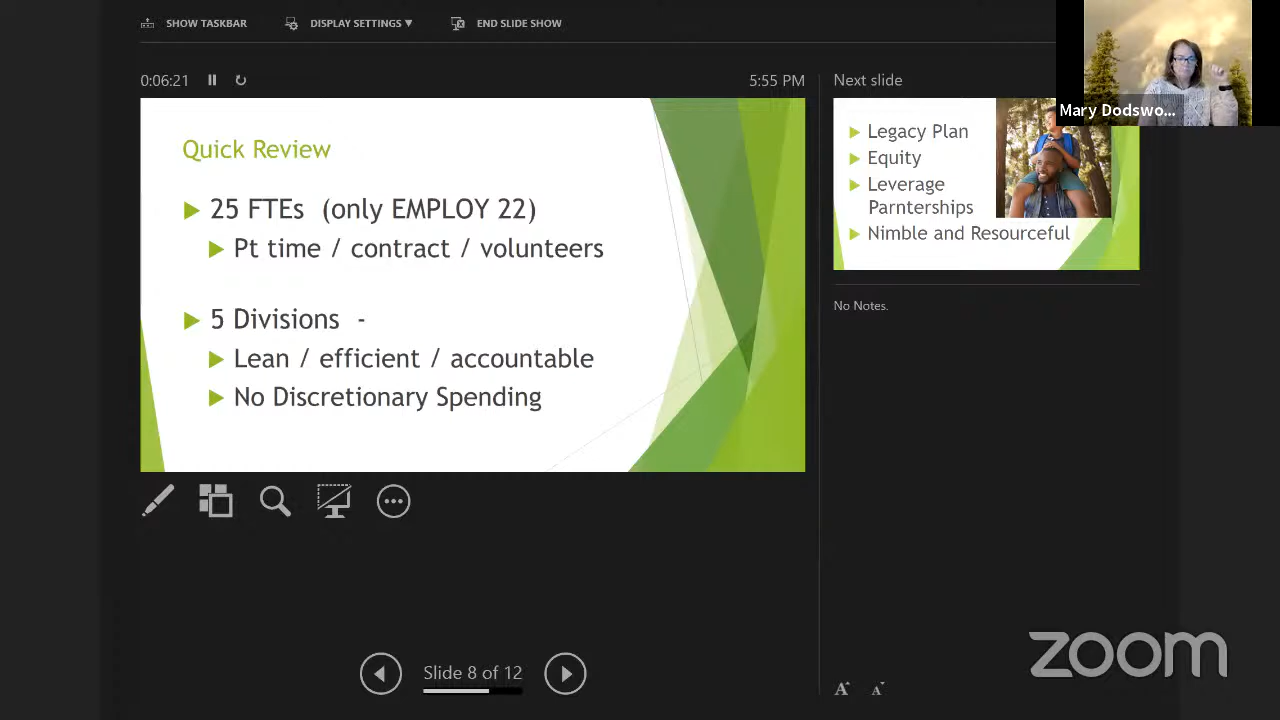 SHOW TASKBAR
DISPLAY SETTINGS ▼
END SLIDE SHOW
0:06:21
5:55 PM
Next slide
Mary Dodswo...
Quick Review
25 FTEs (only EMPLOY 22)
Pt time / contract / volunteers
5 Divisions -
Lean / efficient / accountable
No Discretionary Spending
Legacy Plan
Equity
Leverage
Parnterships
Nimble and Resourceful
No Notes.
Slide 8 of 12
A A
zoom